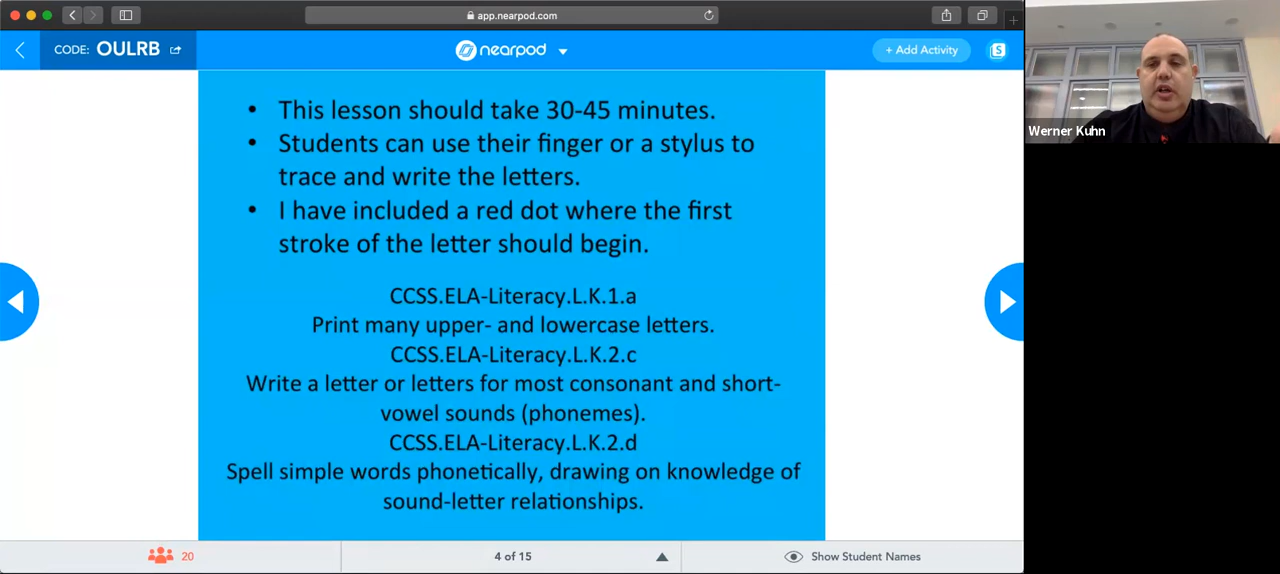 app.nearpod.com
CODE: OULRB
nearpod
+ Add Activity
S
• This lesson should take 30-45 minutes.
• Students can use their finger or a stylus to
trace and write the letters.
• I have included a red dot where the first
stroke of the letter should begin.
CCSS.ELA-Literacy.L.K.1.a
Print many upper- and lowercase letters.
CCSS.ELA-Literacy.L.K.2.c
Write a letter or letters for most consonant and short-
vowel sounds (phonemes).
CCSS.ELA-Literacy.L.K.2.d
Spell simple words phonetically, drawing on knowledge of
sound-letter relationships.
20
4 of 15
Show Student Names
Werner Kuhn